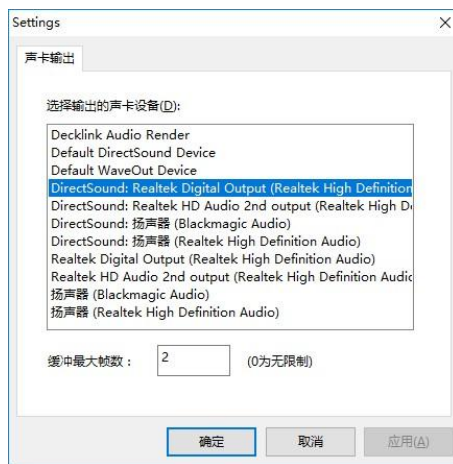 Settings
声卡输出
选择输出的声卡设备(D):
Decklink Audio Render
Default DirectSound Device
Default WaveOut Device
DirectSound: Realtek Digital Output (Realtek High Definition
DirectSound: Realtek HD Audio 2nd output (Realtek High De
DirectSound: 扬声器 (Blackmagic Audio)
DirectSound: 扬声器 (Realtek High Definition Audio)
Realtek Digital Output (Realtek High Definition Audio)
Realtek HD Audio 2nd output (Realtek High Definition Audio
扬声器 (Blackmagic Audio)
扬声器 (Realtek High Definition Audio)
缓冲最大帧数： 2 (0为无限制)
确定 取消 应用(A)